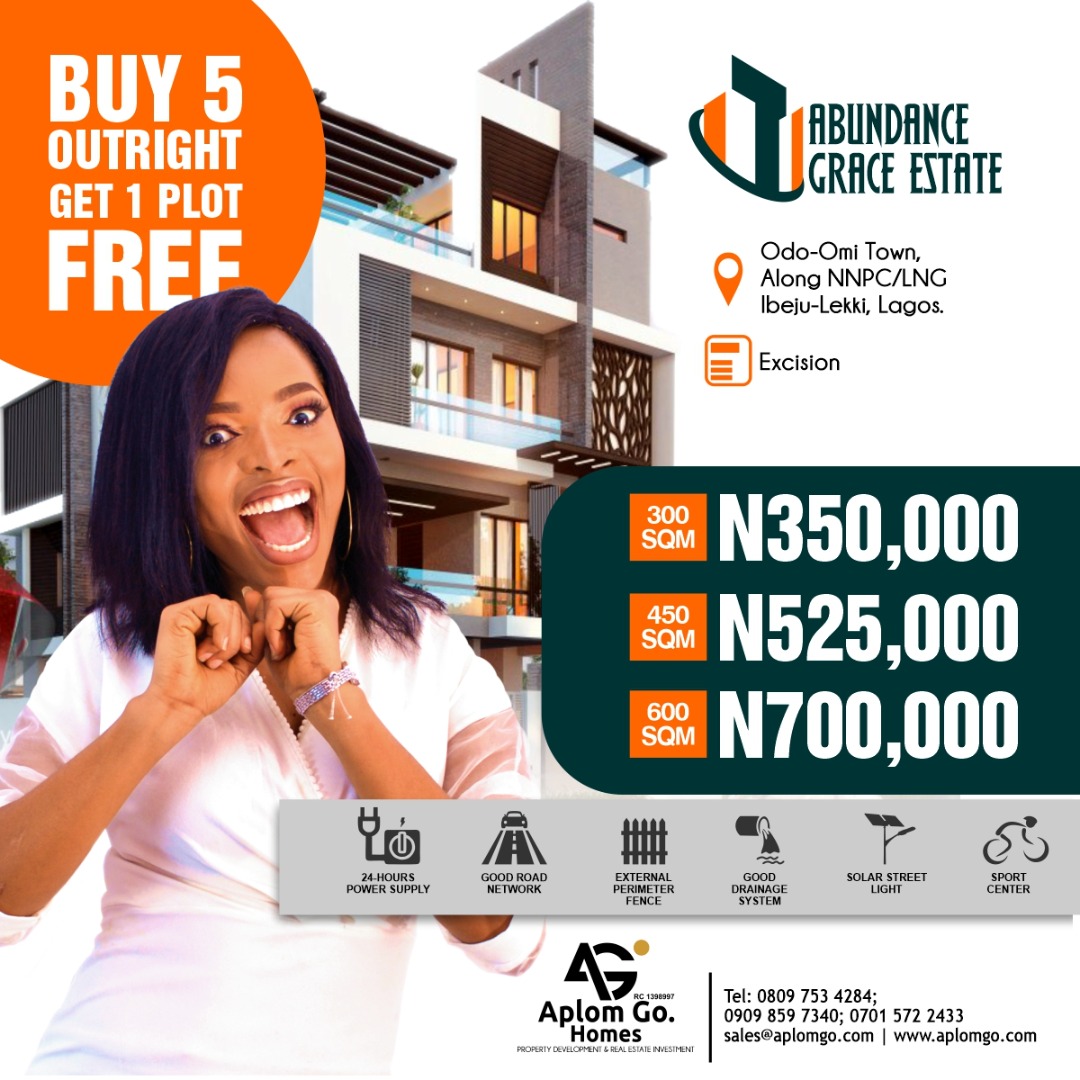 BUY 5
OUTRIGHT
GET 1 PLOT
FREE
ABUNDANCE
GRACE ESTATE
Odo-Omi Town,
Along NNPC/LNG
Ibeju-Lekki, Lagos.
Excision
300
SQM
N350,000
450
SQM
N525,000
600
SQM
N700,000
24-HOURS
POWER SUPPLY
GOOD ROAD
NETWORK
EXTERNAL
PERIMETER
FENCE
GOOD
DRAINAGE
SYSTEM
SOLAR STREET
LIGHT
SPORT
CENTER
AG
RC 1398997
Aplom Go.
Homes
PROPERTY DEVELOPMENT & REAL ESTATE INVESTMENT
Tel: 0809 753 4284;
0909 859 7340; 0701 572 2433
sales@aplomgo.com | www.aplomgo.com